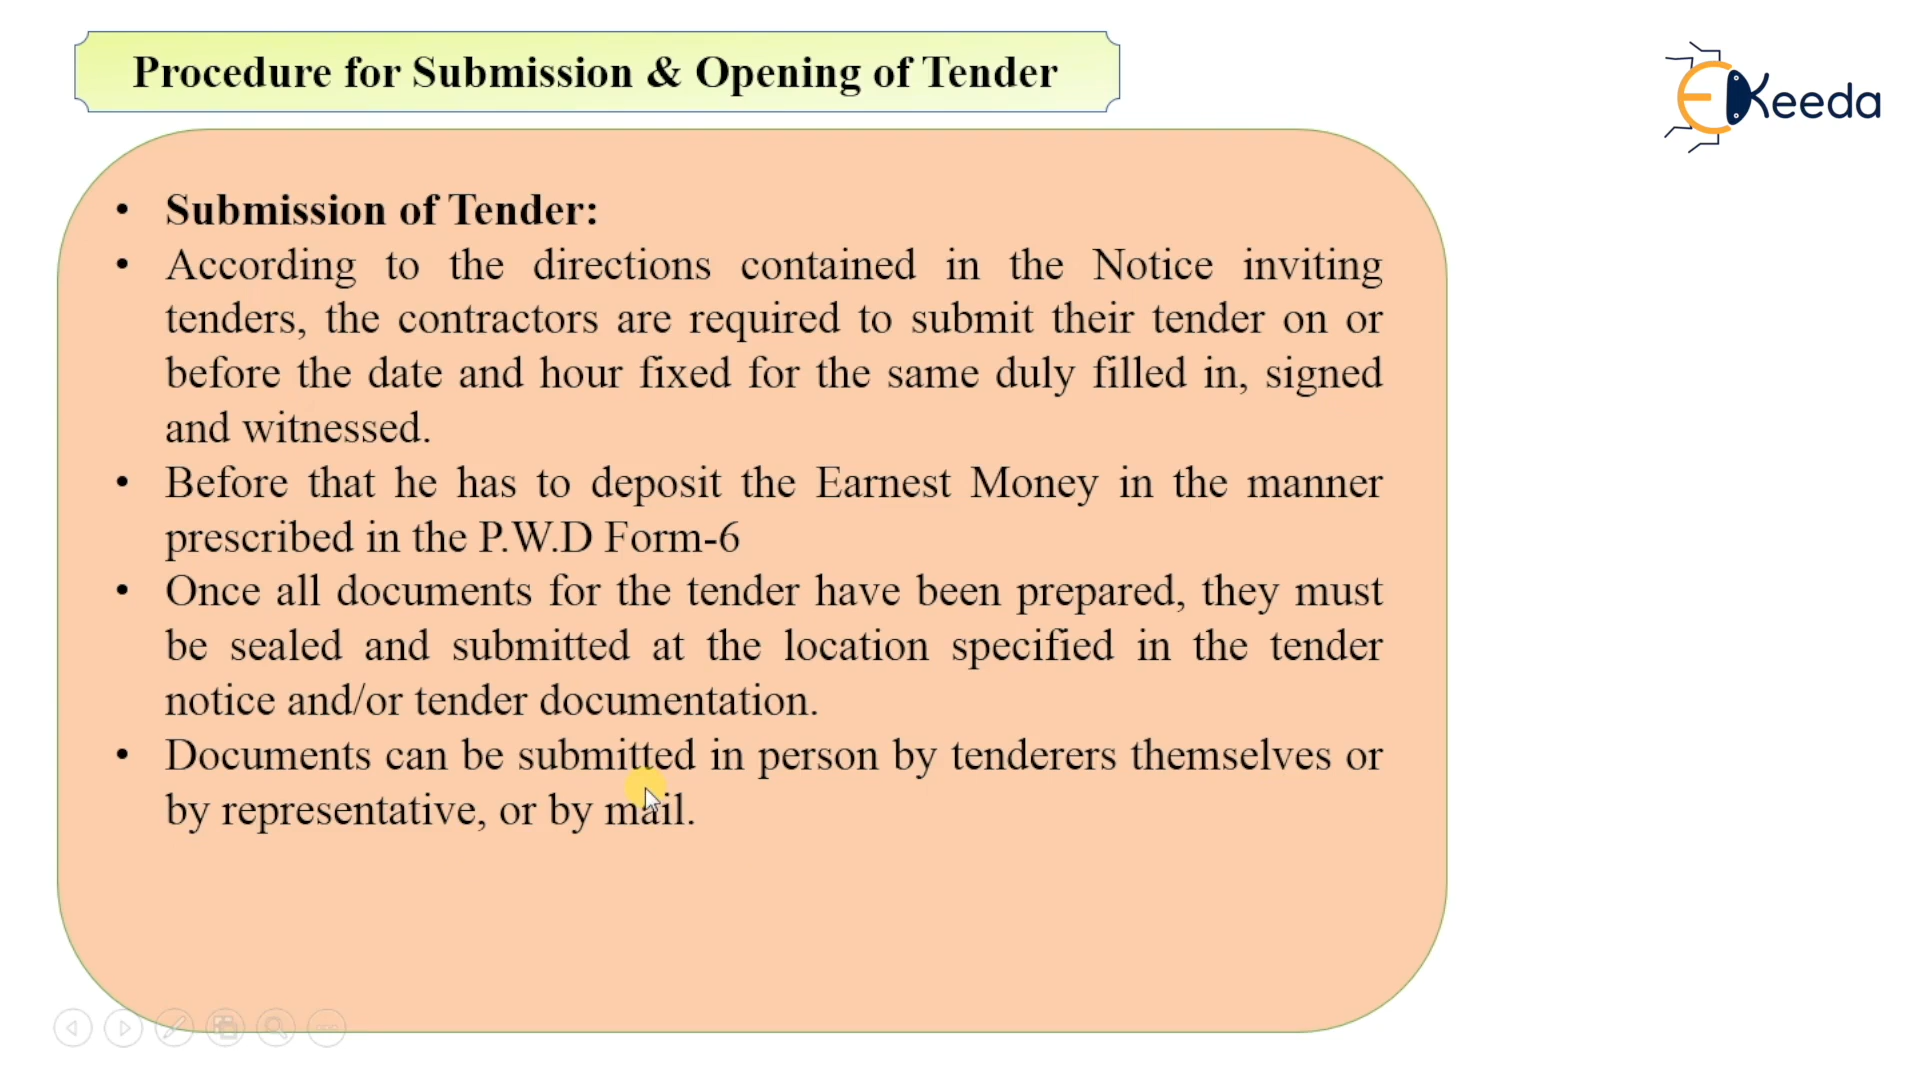 Procedure for Submission & Opening of Tender
EKeeda
• Submission of Tender:
• According to the directions contained in the Notice inviting
tenders, the contractors are required to submit their tender on or
before the date and hour fixed for the same duly filled in, signed
and witnessed.
• Before that he has to deposit the Earnest Money in the manner
prescribed in the P.W.D Form-6
• Once all documents for the tender have been prepared, they must
be sealed and submitted at the location specified in the tender
notice and/or tender documentation.
• Documents can be submitted in person by tenderers themselves or
by representative, or by mail.